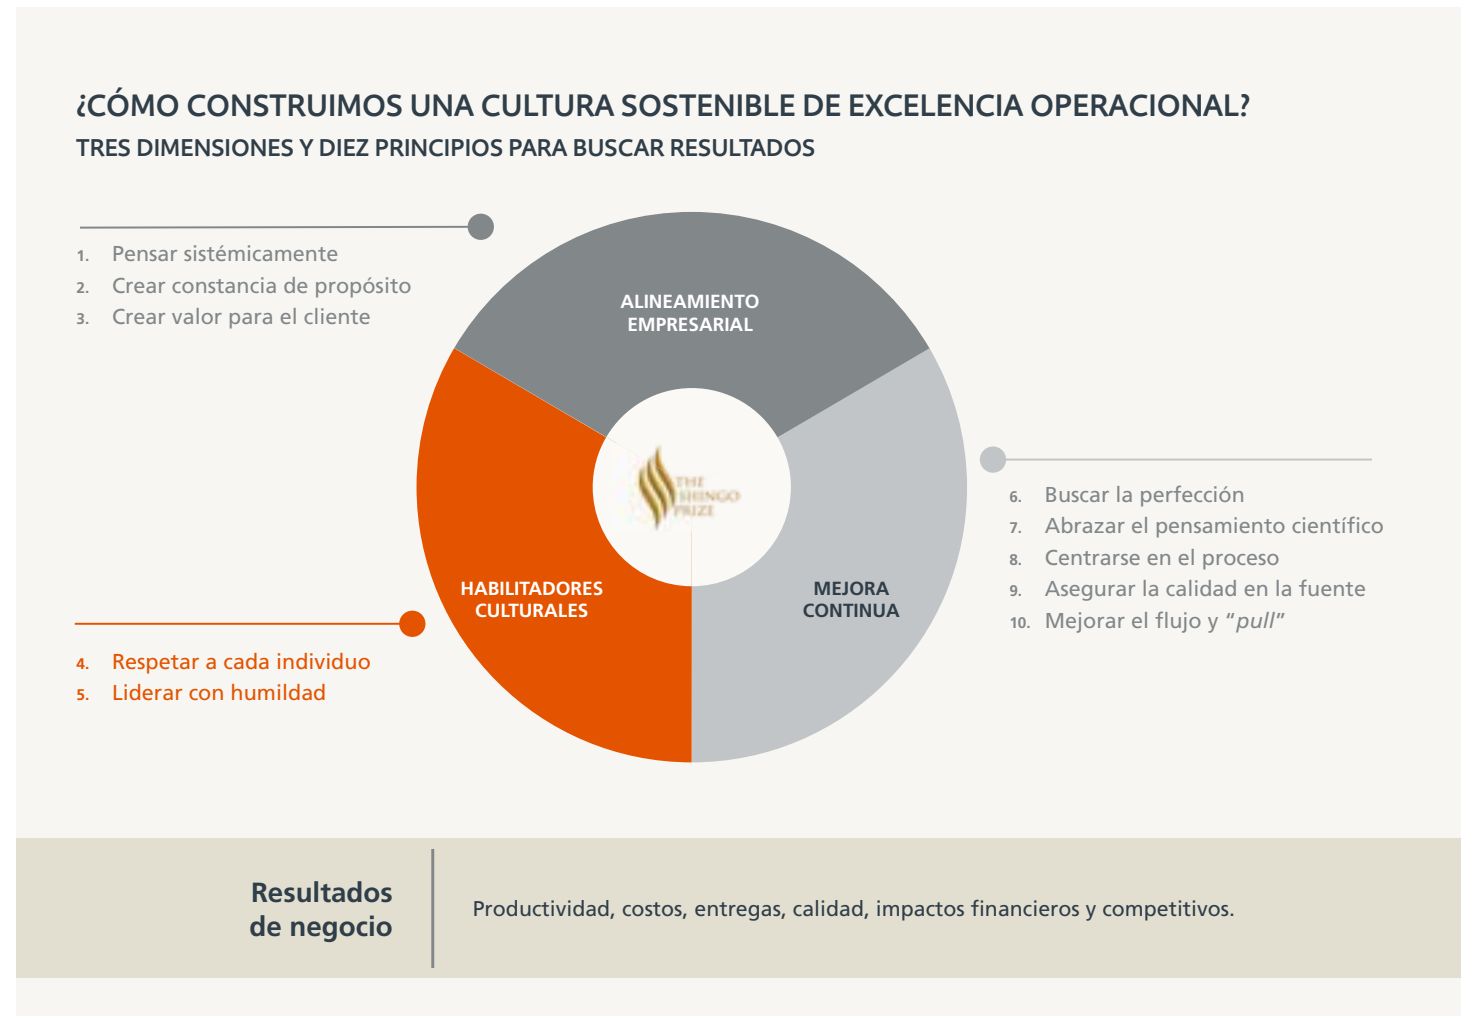 ¿CÓMO CONSTRUIMOS UNA CULTURA SOSTENIBLE DE EXCELENCIA OPERACIONAL?
TRES DIMENSIONES Y DIEZ PRINCIPIOS PARA BUSCAR RESULTADOS
1. Pensar sistémicamente
2. Crear constancia de propósito
3. Crear valor para el cliente
ALINEAMIENTO
EMPRESARIAL
THE
SHINGO
PRIZE
6. Buscar la perfección
7. Abrazar el pensamiento científico
8. Centrarse en el proceso
9. Asegurar la calidad en la fuente
10. Mejorar el flujo y “pull”
HABILITADORES
CULTURALES
MEJORA
CONTINUA
4. Respetar a cada individuo
5. Liderar con humildad
Resultados
de negocio
Productividad, costos, entregas, calidad, impactos financieros y competitivos.